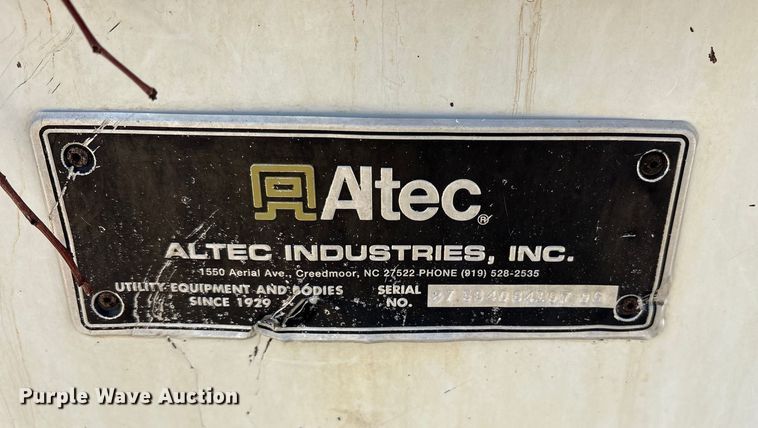 Altec®
ALTEC INDUSTRIES, INC.
1550 Aerial Ave., Creedmoor, NC 27522 PHONE (919) 528-2535
UTILITY EQUIPMENT AND BODIES
SINCE 1929
SERIAL
NO.
Purple Wave Auction